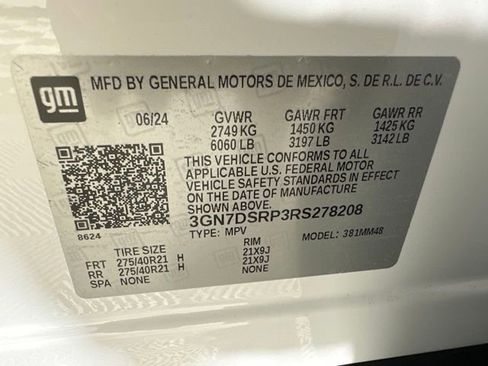 gm
MFD BY GENERAL MOTORS DE MEXICO, S. DE R.L. DE C.V.
06/24 GVWR GAWR FRT GAWR RR
2749 KG 1450 KG 1425 KG
6060 LB 3197 LB 3142 LB
THIS VEHICLE CONFORMS TO ALL
APPLICABLE U.S. FEDERAL MOTOR
VEHICLE SAFETY STANDARDS IN EFFECT
ON THE DATE OF MANUFACTURE
SHOWN ABOVE.
3GN7DSRP3RS278208
8624 TYPE: MPV MODEL: 381MM48
TIRE SIZE RIM
FRT 275/40R21 H 21X9J
RR 275/40R21 H 21X9J
SPA NONE NONE